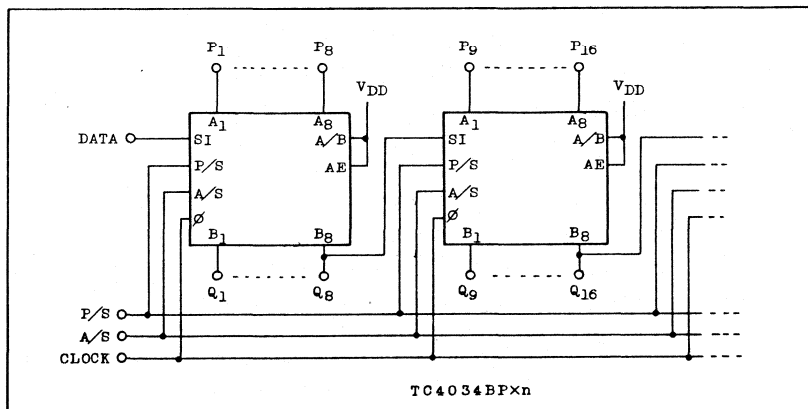 P1 P8 P9 P16
VDD VDD
A1 A8 A1 A8
A/B A/B
DATA SI SI
AE AE
P/S P/S
A/S A/S
ϕ ϕ
B1 B8 B1 B8
Q1 Q8 Q9 Q16
P/S
A/S
CLOCK
TC4034BP×n